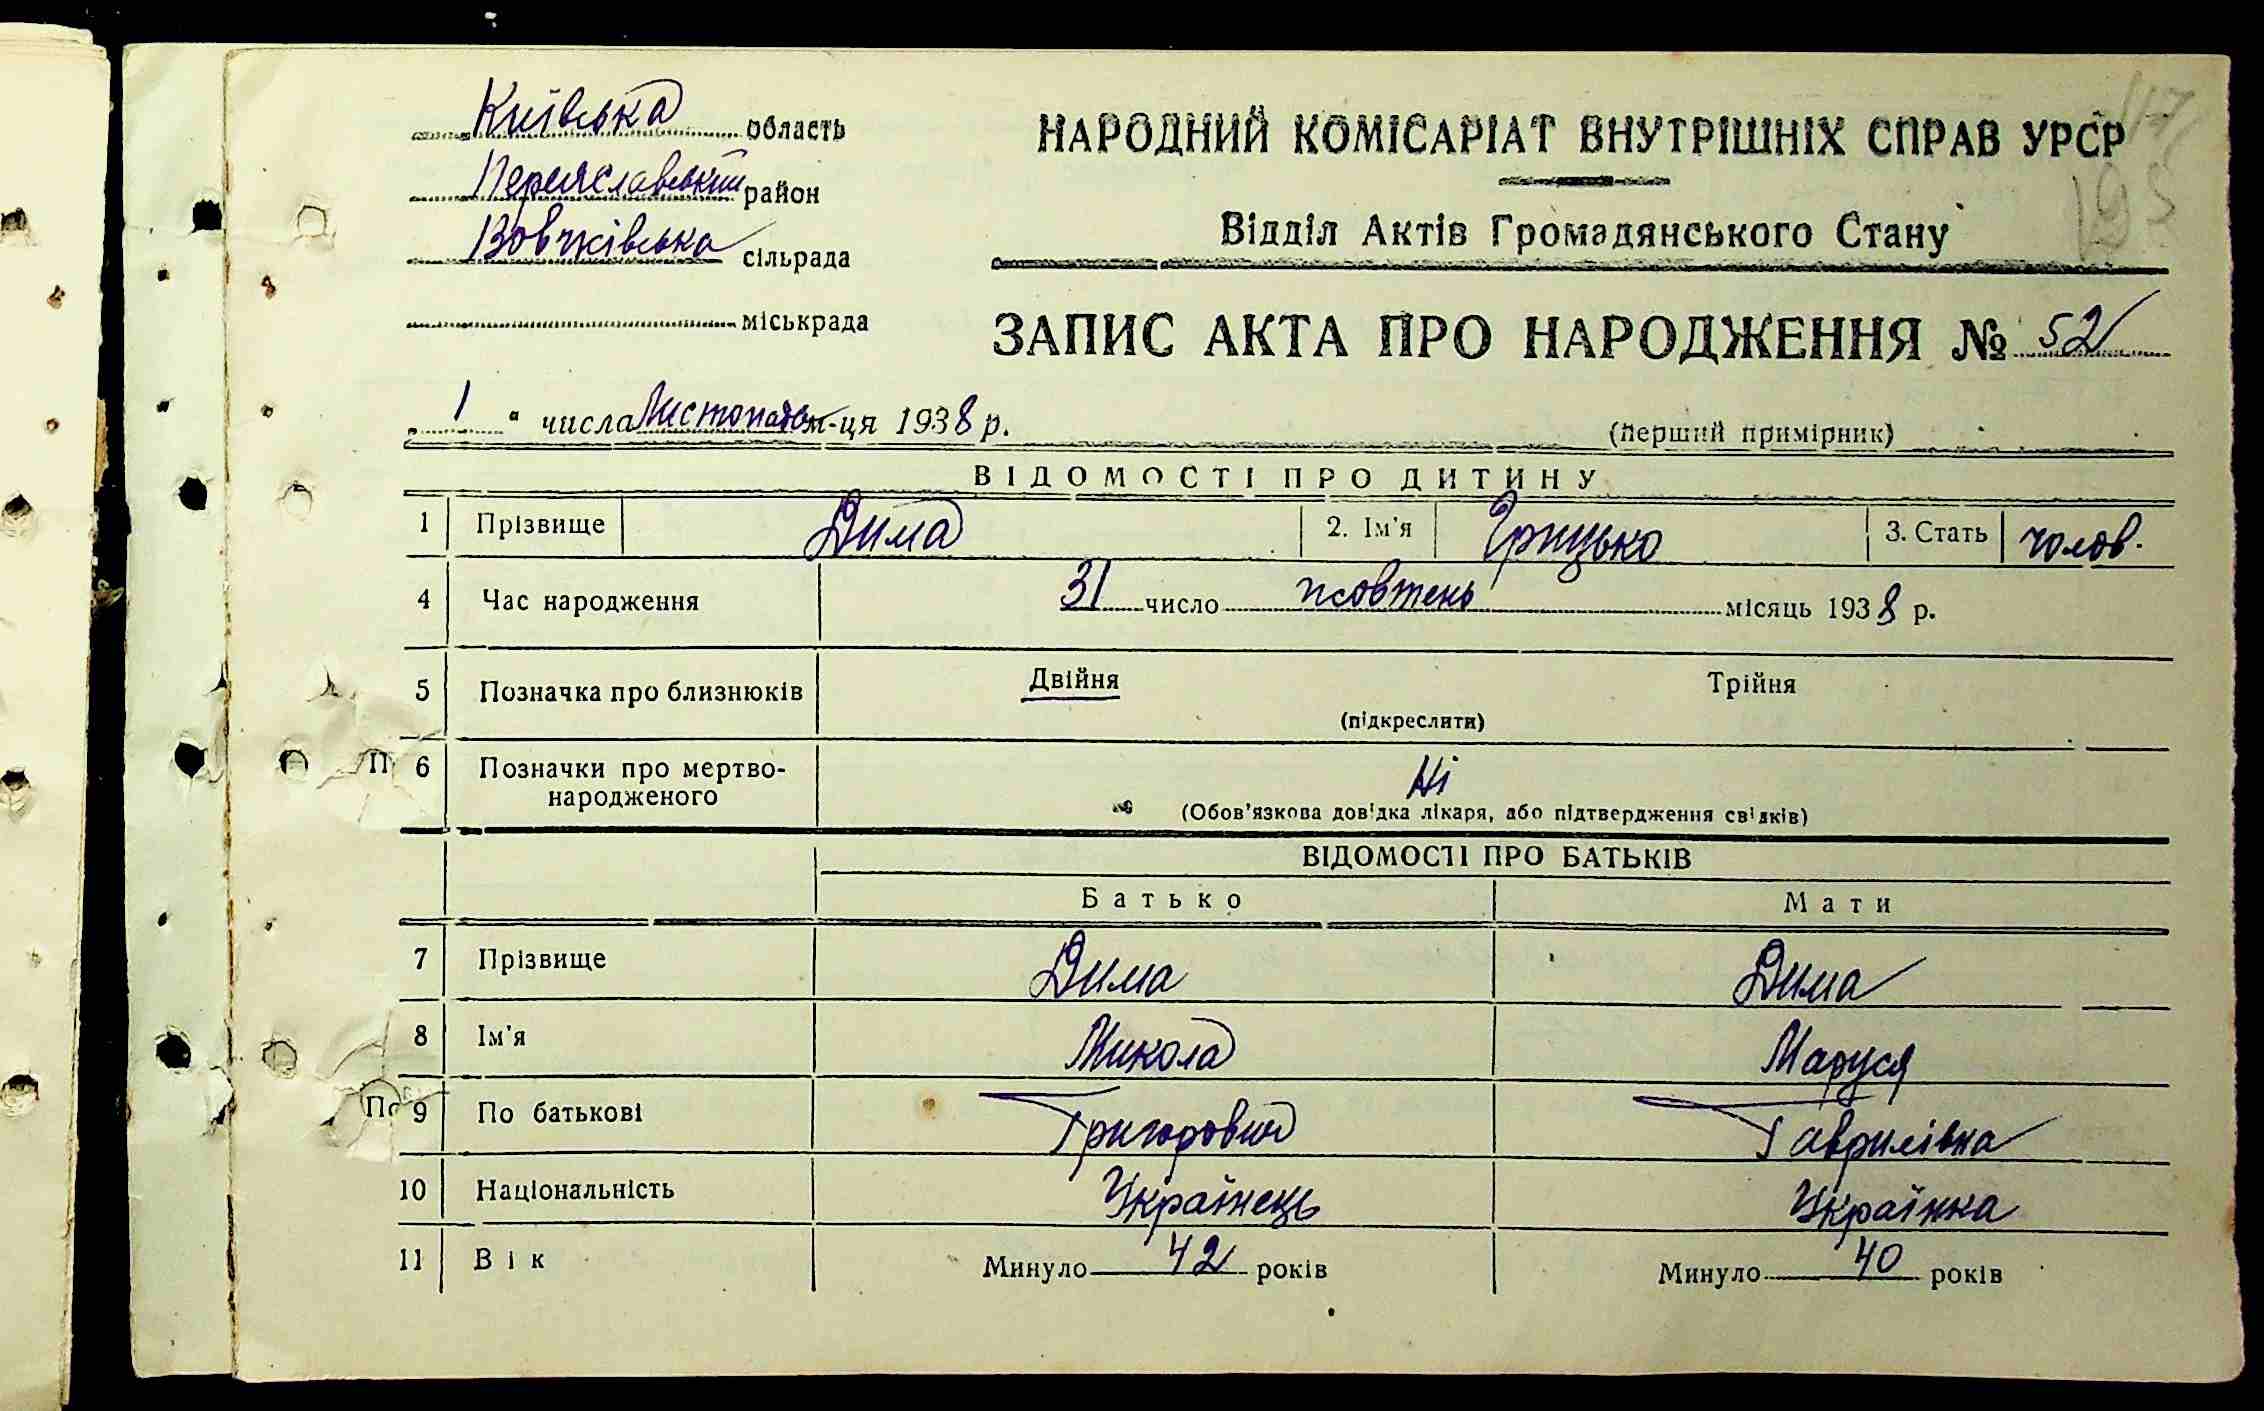 Київська область
Переяславський район
Вовчківська сільрада
міськрада
НАРОДНИЙ КОМІСАРІАТ ВНУТРІШНІХ СПРАВ УРСР
Відділ Актів Громадянського Стану
ЗАПИС АКТА ПРО НАРОДЖЕННЯ № 52
1 " числа Листопада м-ця 1938 р.
(перший примірник)
ВІДОМОСТІ ПРО ДИТИНУ
1 Прізвище Дима 2. Ім'я Грицько 3. Стать чолов.
4 Час народження 31 число жовтень місяць 1938 р.
5 Позначка про близнюків Двійня Трійня
(підкреслити)
6 Позначки про мертво-
народженого
Ні
(Обов'язкова довідка лікаря, або підтвердження свідків)
ВІДОМОСТІ ПРО БАТЬКІВ
Батько Мати
7 Прізвище Дима Дима
8 Ім'я Микола Маруся
9 По батькові Григорович Гаврилівна
10 Національність Українець Українка
11 Вік Минуло 42 років Минуло 40 років